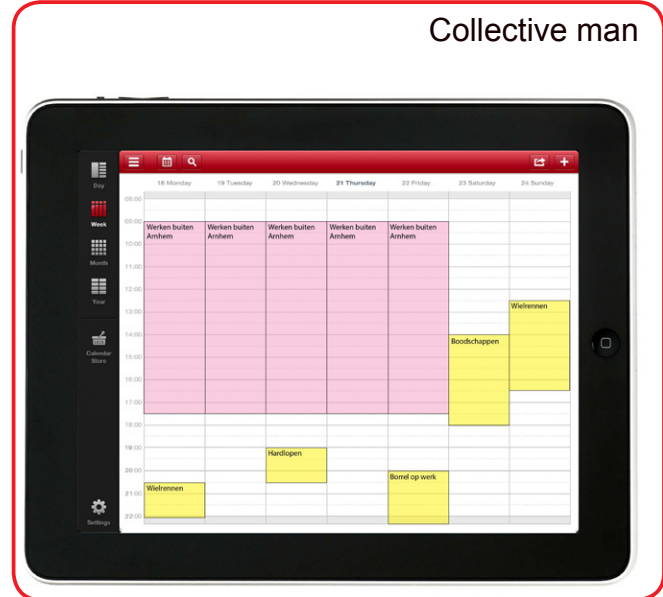 Collective man
Day
Week
Month
Year
Calendar
Store
Settings
18 Monday
19 Tuesday
20 Wednesday
21 Thursday
22 Friday
23 Saturday
24 Sunday
08:00
09:00
10:00
11:00
12:00
13:00
14:00
15:00
16:00
17:00
18:00
19:00
20:00
21:00
22:00
Werken buiten
Arnhem
Werken buiten
Arnhem
Werken buiten
Arnhem
Werken buiten
Arnhem
Werken buiten
Arnhem
Wielrennen
Boodschappen
Hardlopen
Borrel op werk
Wielrennen